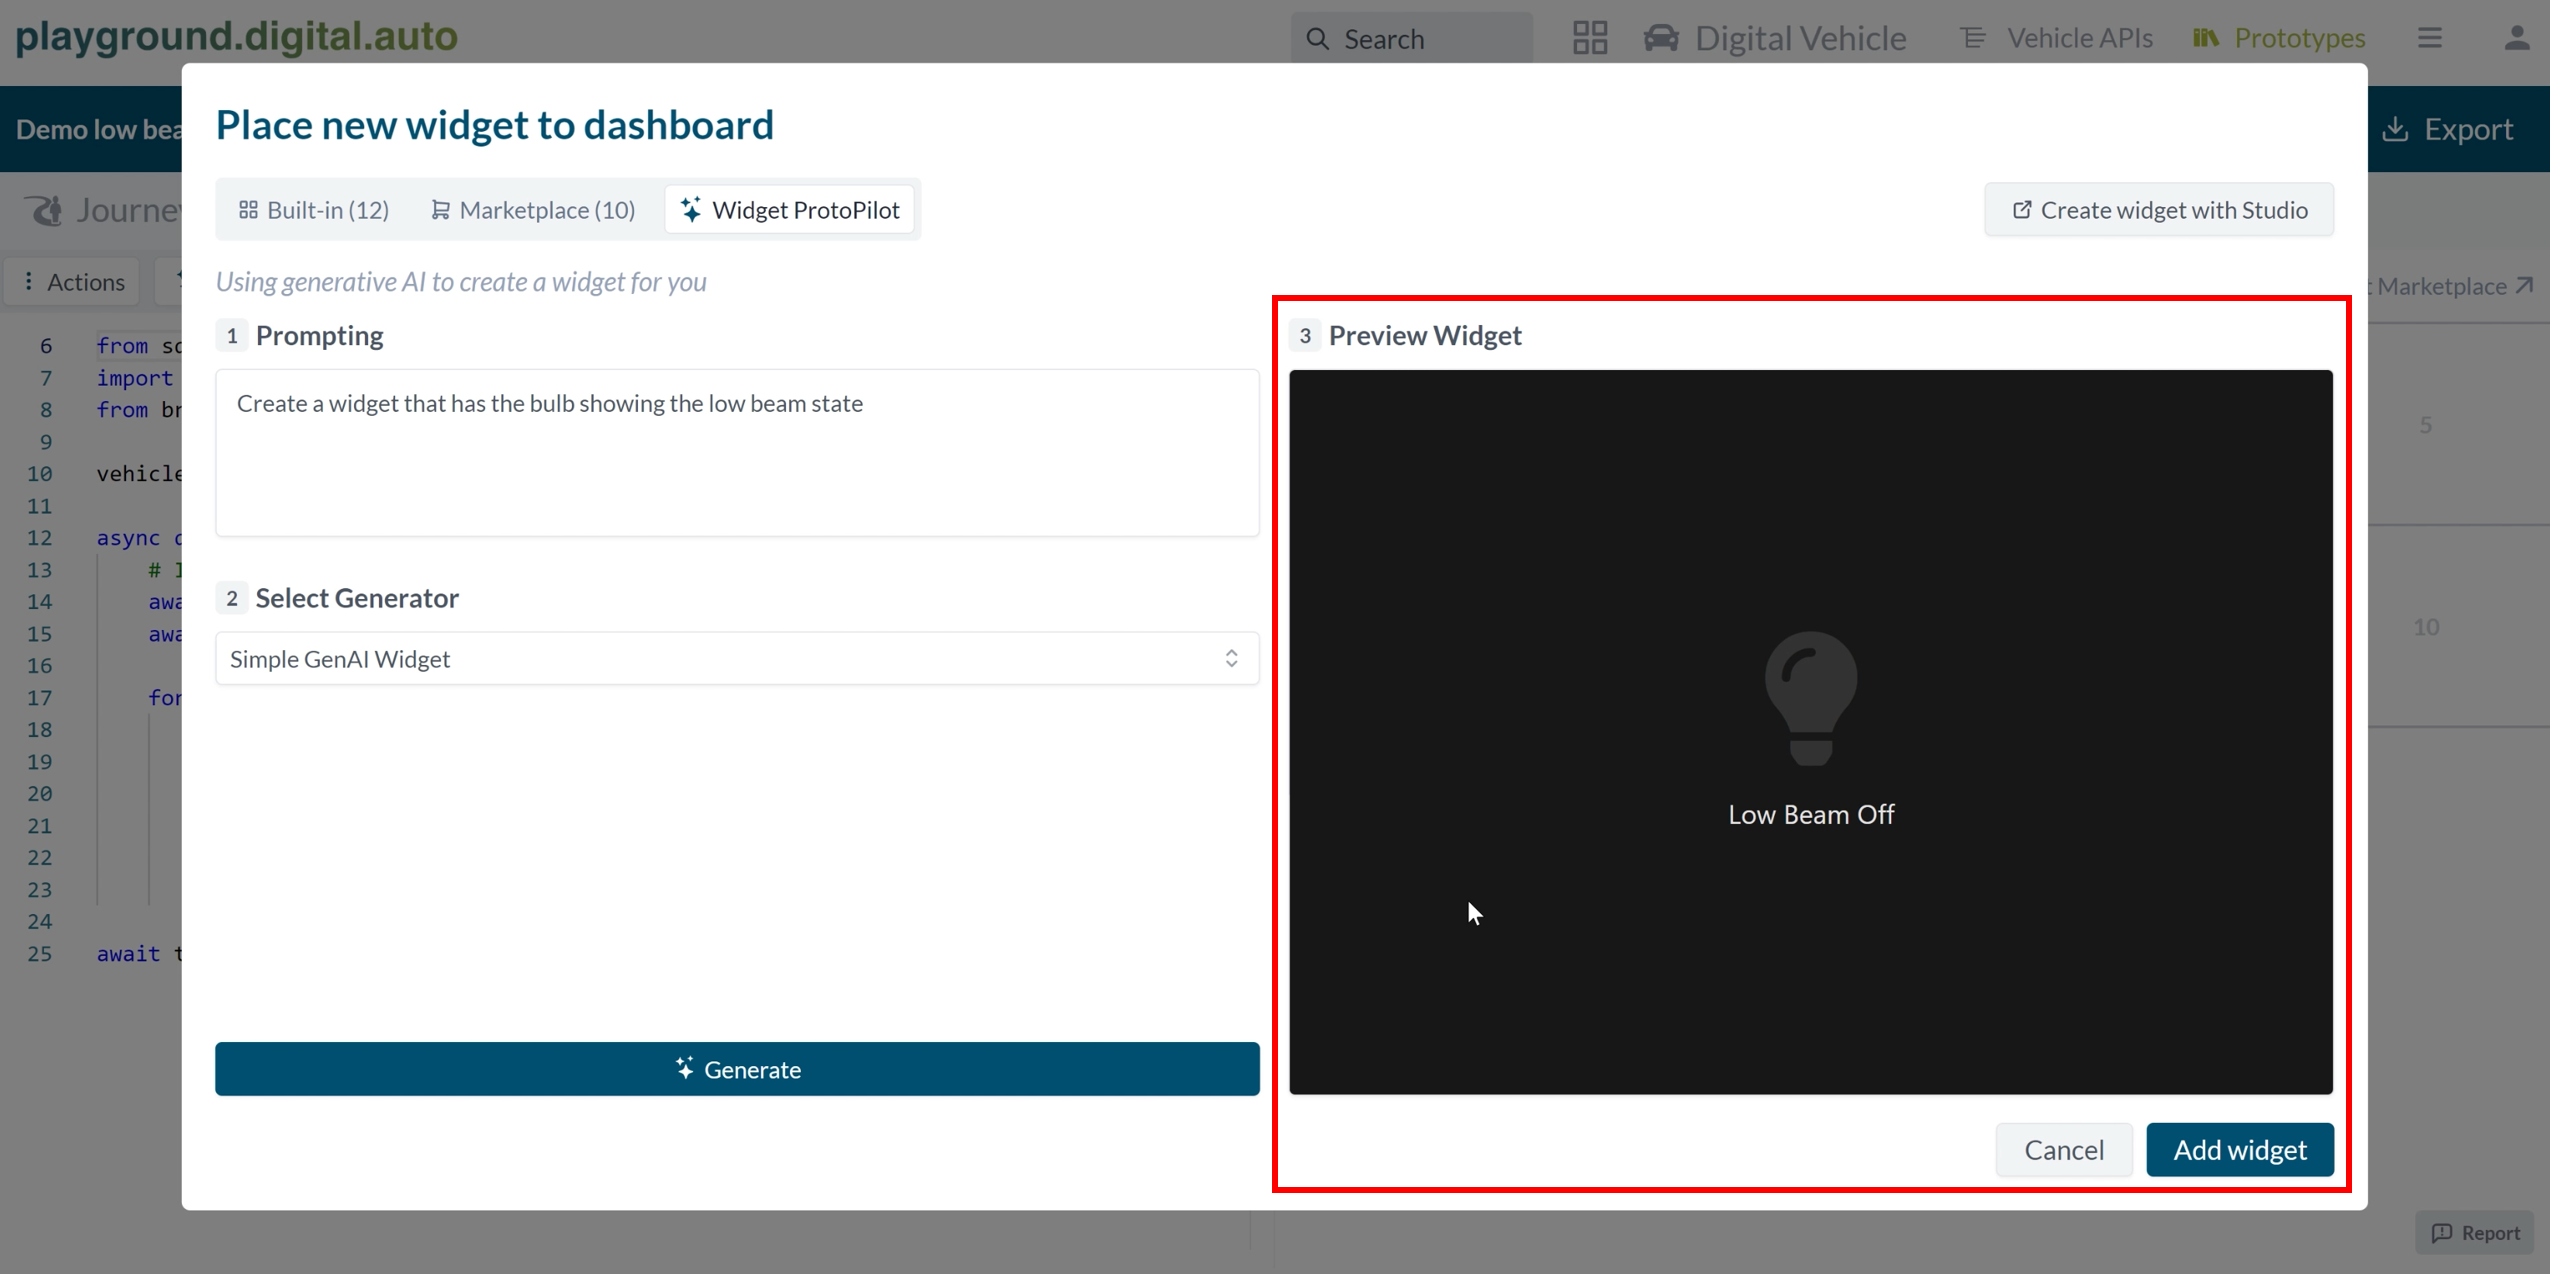 playground.digital.auto
Search
Digital Vehicle
Vehicle APIs
Prototypes
Demo low bea
Export
Place new widget to dashboard
Built-in (12)
Marketplace (10)
Widget ProtoPilot
Create widget with Studio
Journe
Actions
Marketplace
Using generative AI to create a widget for you
1 Prompting
Create a widget that has the bulb showing the low beam state
2 Select Generator
Simple GenAI Widget
Generate
3 Preview Widget
Low Beam Off
Cancel
Add widget
6 from sd
7 import
8 from br
9
10 vehicle
11
12 async d
13 # I
14 awa
15 awa
16
17 for
18
19
20
21
22
23
24
25 await t
5
10
Report